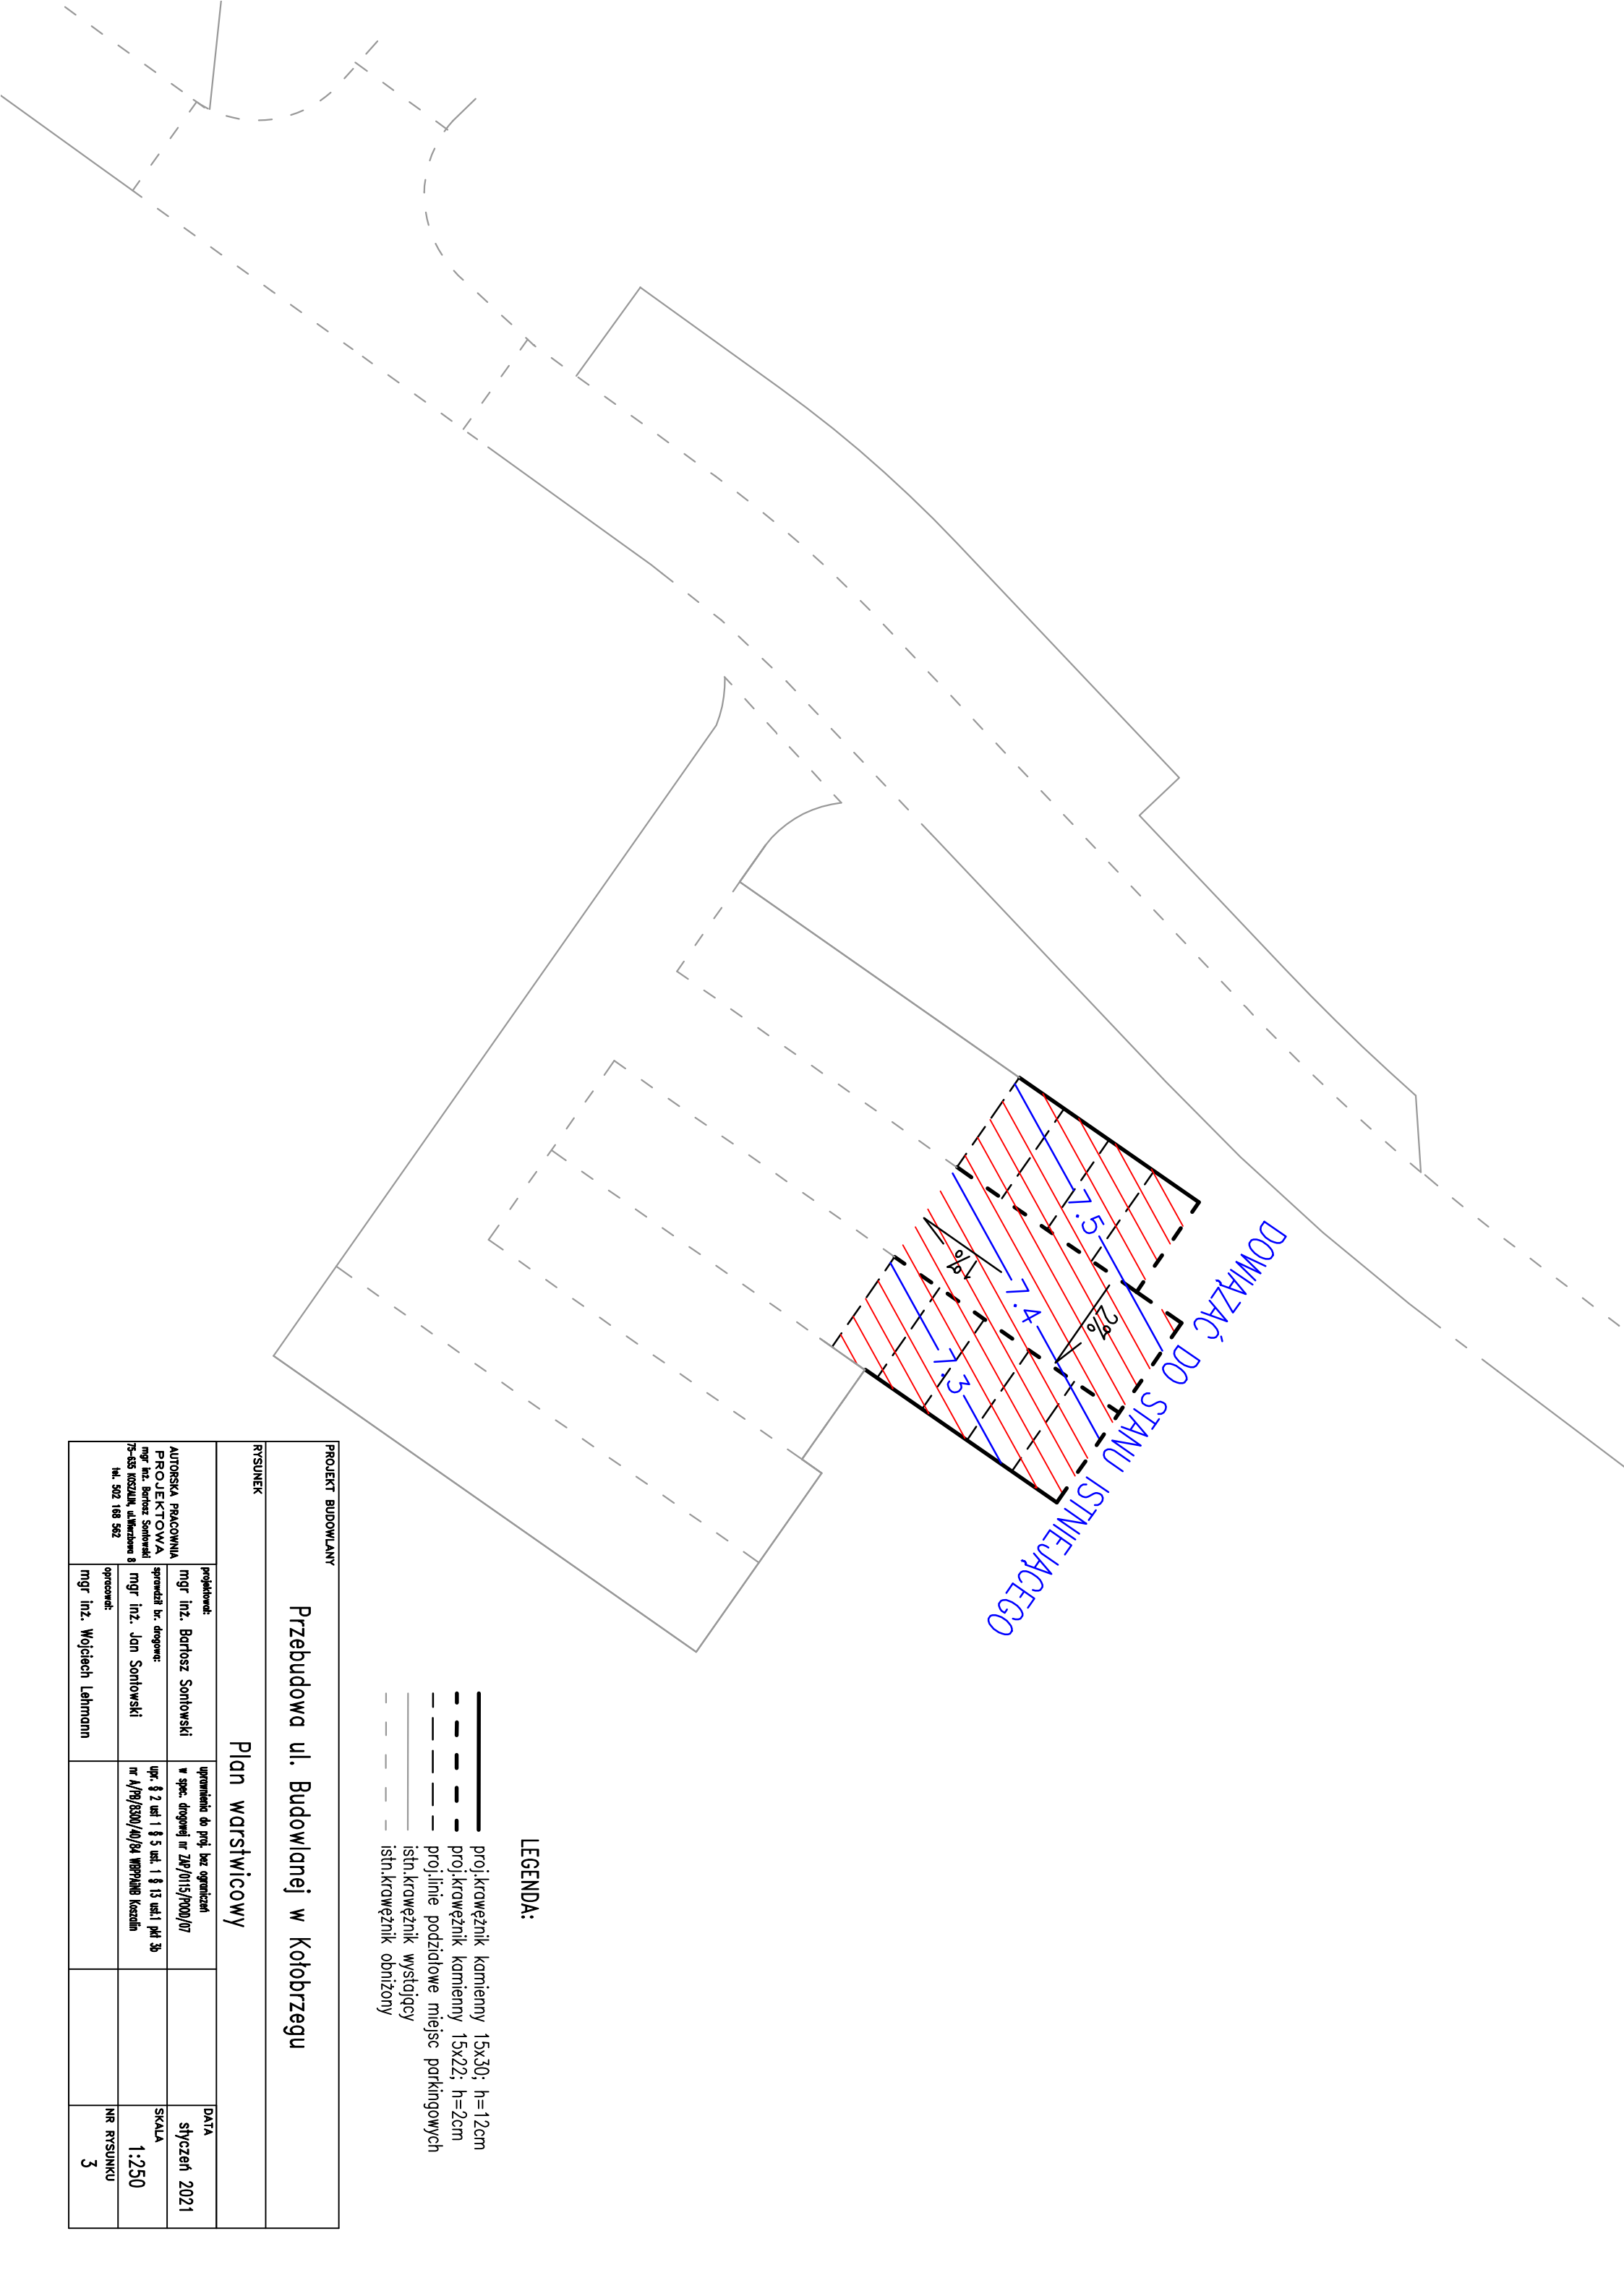 DOWIĄZAĆ DO STANU ISTNIEJĄCEGO
7.5
7.4
7.3
1%
2%
LEGENDA:
proj.krawężnik kamienny 15x30; h=12cm
proj.krawężnik kamienny 15x22; h=2cm
proj.linie podziałowe miejsc parkingowych
istn.krawężnik wystający
istn.krawężnik obniżony
PROJEKT BUDOWLANY
Przebudowa ul. Budowlanej w Kołobrzegu
RYSUNEK
Plan warstwicowy
AUTORSKA PRACOWNIA
PROJEKTOWA
mgr inż. Bartosz Sontowski
75-635 KOSZALIN, ul.Wierzbowa 8
tel. 502 168 562
projektował:
mgr inż. Bartosz Sontowski
uprawnienia do proj. bez ograniczeń
w spec. drogowej nr ZAP/0115/POOD/07
sprawdził br. drogowa:
mgr inż. Jan Sontowski
upr. § 2 ust 1 § 5 ust. 1 § 13 ust.1 pkt 3b
nr A/PB/8300/40/84 WBPPAiNB Koszalin
opracował:
mgr inż. Wojciech Lehmann
DATA
styczeń 2021
SKALA
1:250
NR RYSUNKU
3